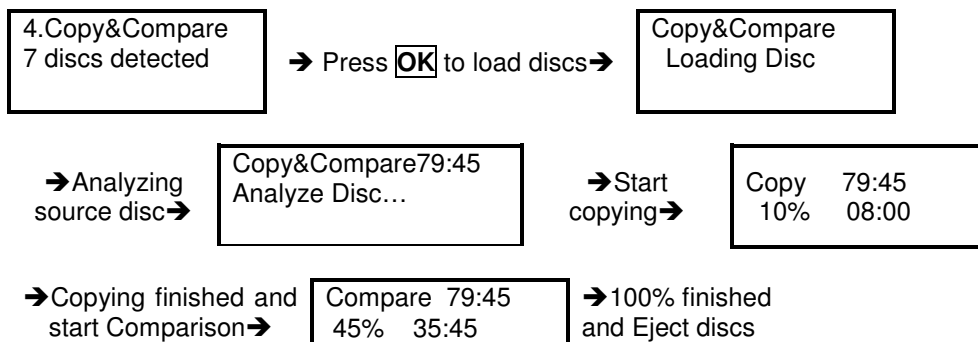 4.Copy&Compare
7 discs detected
➔ Press OK to load discs➔
Copy&Compare
Loading Disc
➔Analyzing
source disc➔
Copy&Compare79:45
Analyze Disc…
➔Start
copying➔
Copy 79:45
10% 08:00
➔Copying finished and
start Comparison➔
Compare 79:45
45% 35:45
➔100% finished
and Eject discs